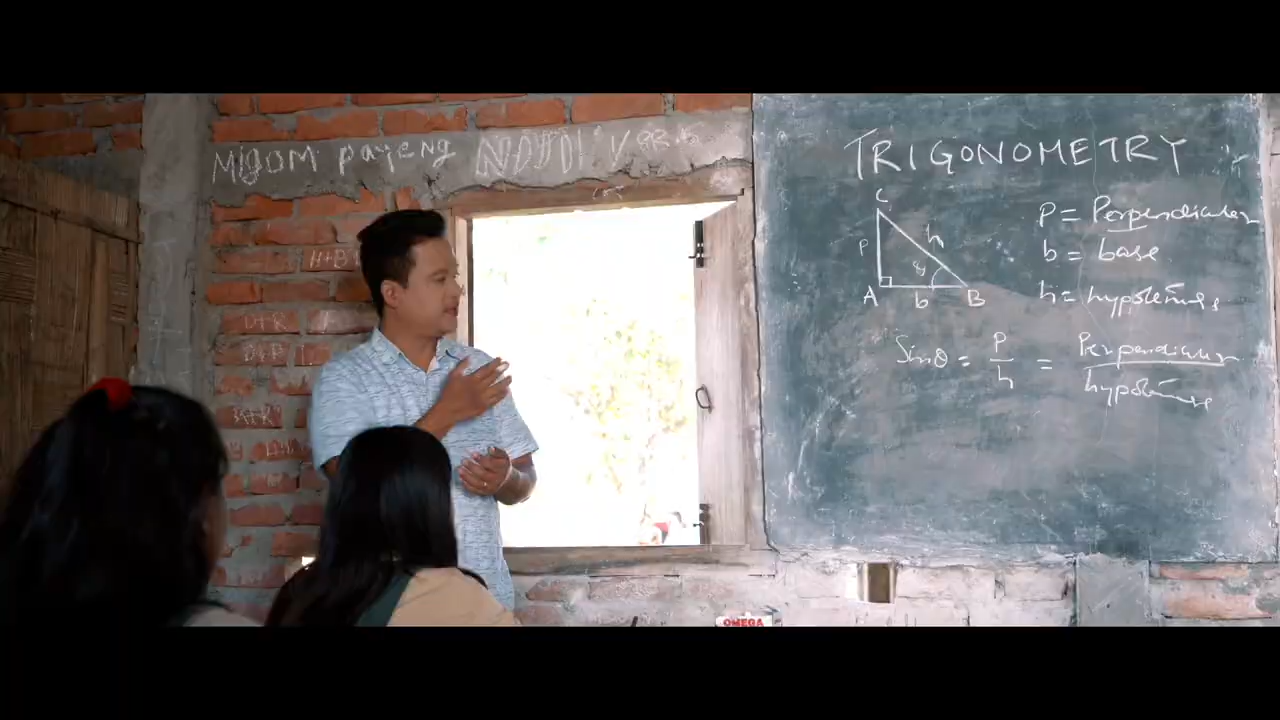 MIGOM payeng
TRIGONOMETRY
C
P
h
A
b
B
P = Perpendicular
b = base
h = hypotenuse
Sinθ = P/h = Perpendicular/hypotenuse
H+B
D+R
OMEGA